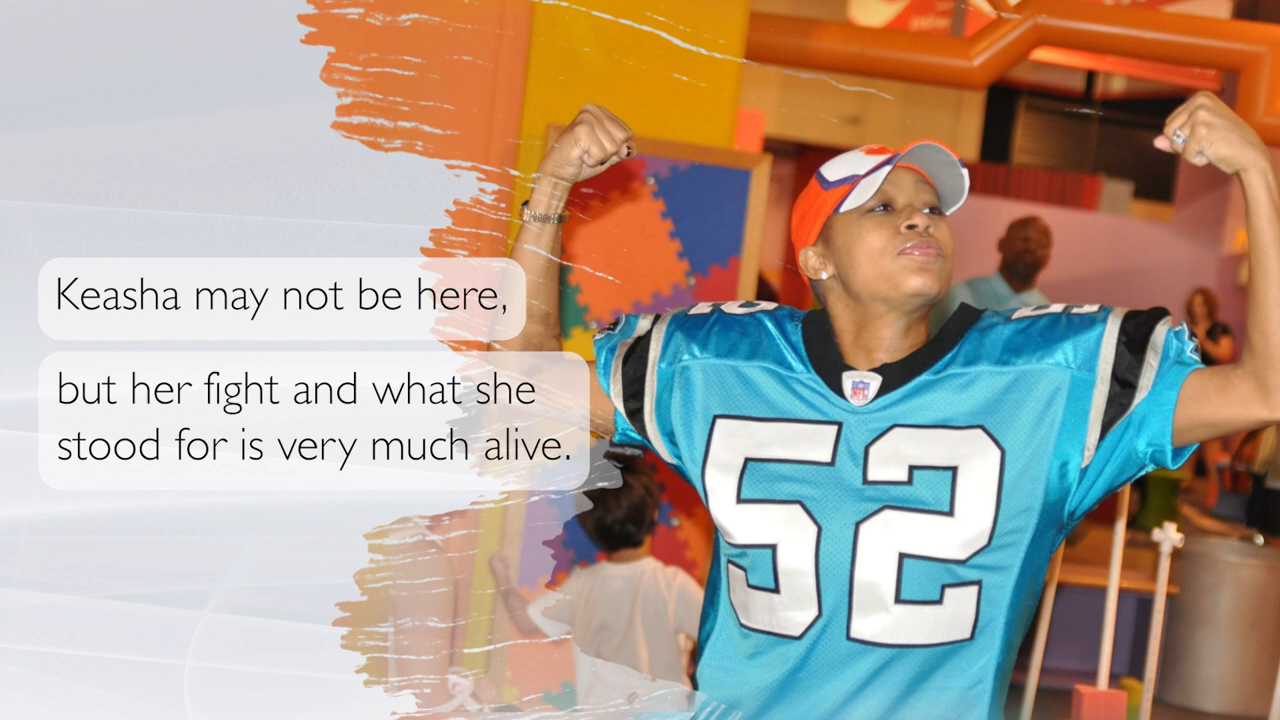 Keasha may not be here,
but her fight and what she
stood for is very much alive.
52